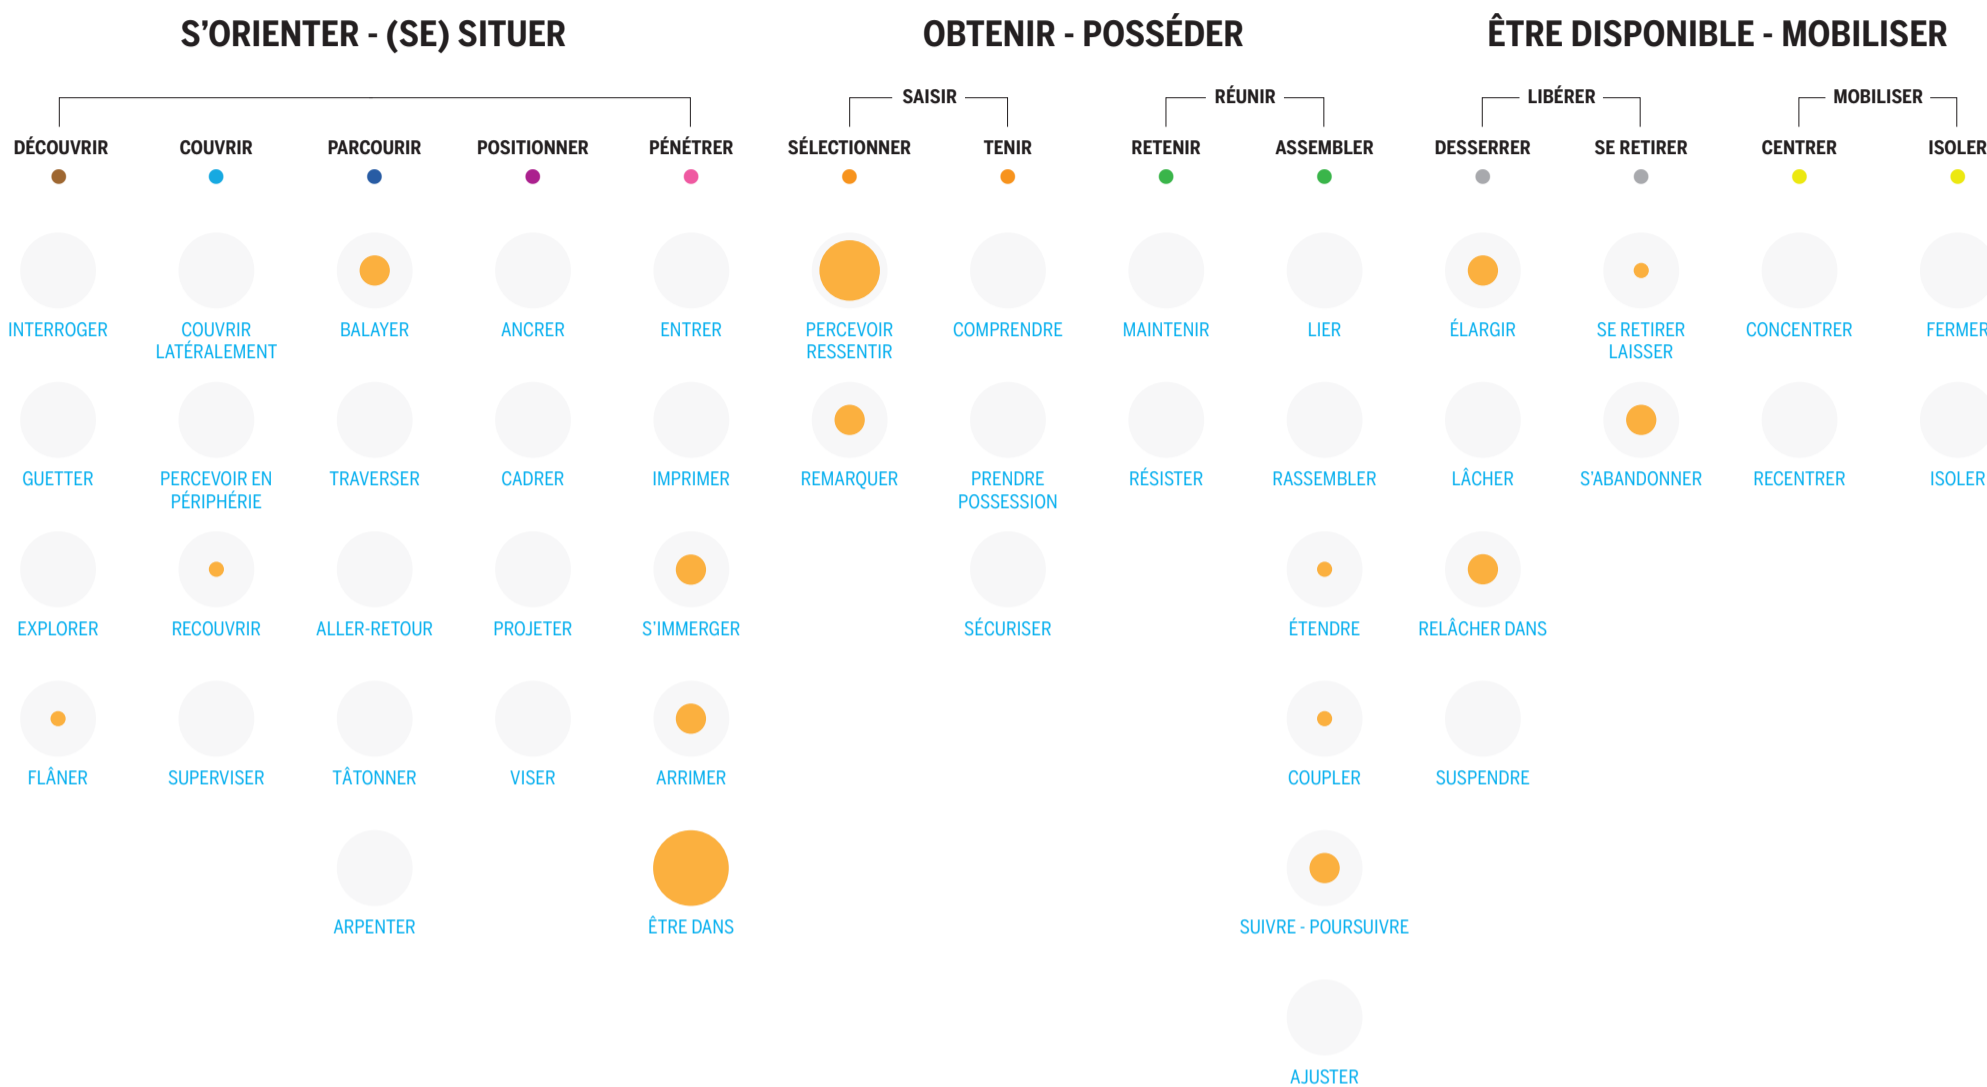 S'ORIENTER - (SE) SITUER
OBTENIR - POSSÉDER
ÊTRE DISPONIBLE - MOBILISER
SAISIR
RÉUNIR
LIBÉRER
MOBILISER
DÉCOUVRIR
COUVRIR
PARCOURIR
POSITIONNER
PÉNÉTRER
SÉLECTIONNER
TENIR
RETENIR
ASSEMBLER
DESSERRER
SE RETIRER
CENTRER
ISOLER
INTERROGER
COUVRIR
LATÉRALEMENT
BALAYER
ANCRER
ENTRER
PERCEVOIR
RESSENTIR
COMPRENDRE
MAINTENIR
LIER
ÉLARGIR
SE RETIRER
LAISSER
CONCENTRER
FERMER
GUETTER
PERCEVOIR EN
PÉRIPHÉRIE
TRAVERSER
CADRER
IMPRIMER
REMARQUER
PRENDRE
POSSESSION
RÉSISTER
RASSEMBLER
LÂCHER
S'ABANDONNER
RECENTRER
ISOLER
EXPLORER
RECOUVRIR
ALLER-RETOUR
PROJETER
S'IMMERGER
SÉCURISER
ÉTENDRE
RELÂCHER DANS
FLÂNER
SUPERVISER
TÂTONNER
VISER
ARRIMER
COUPLER
SUSPENDRE
ARPENTER
ÊTRE DANS
SUIVRE - POURSUIVRE
AJUSTER